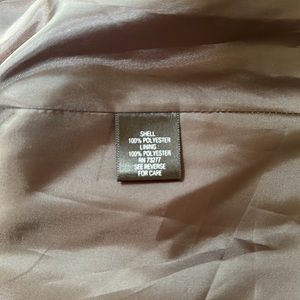 SHELL
100% POLYESTER
LINING
100% POLYESTER
RN 73277
SEE REVERSE
FOR CARE